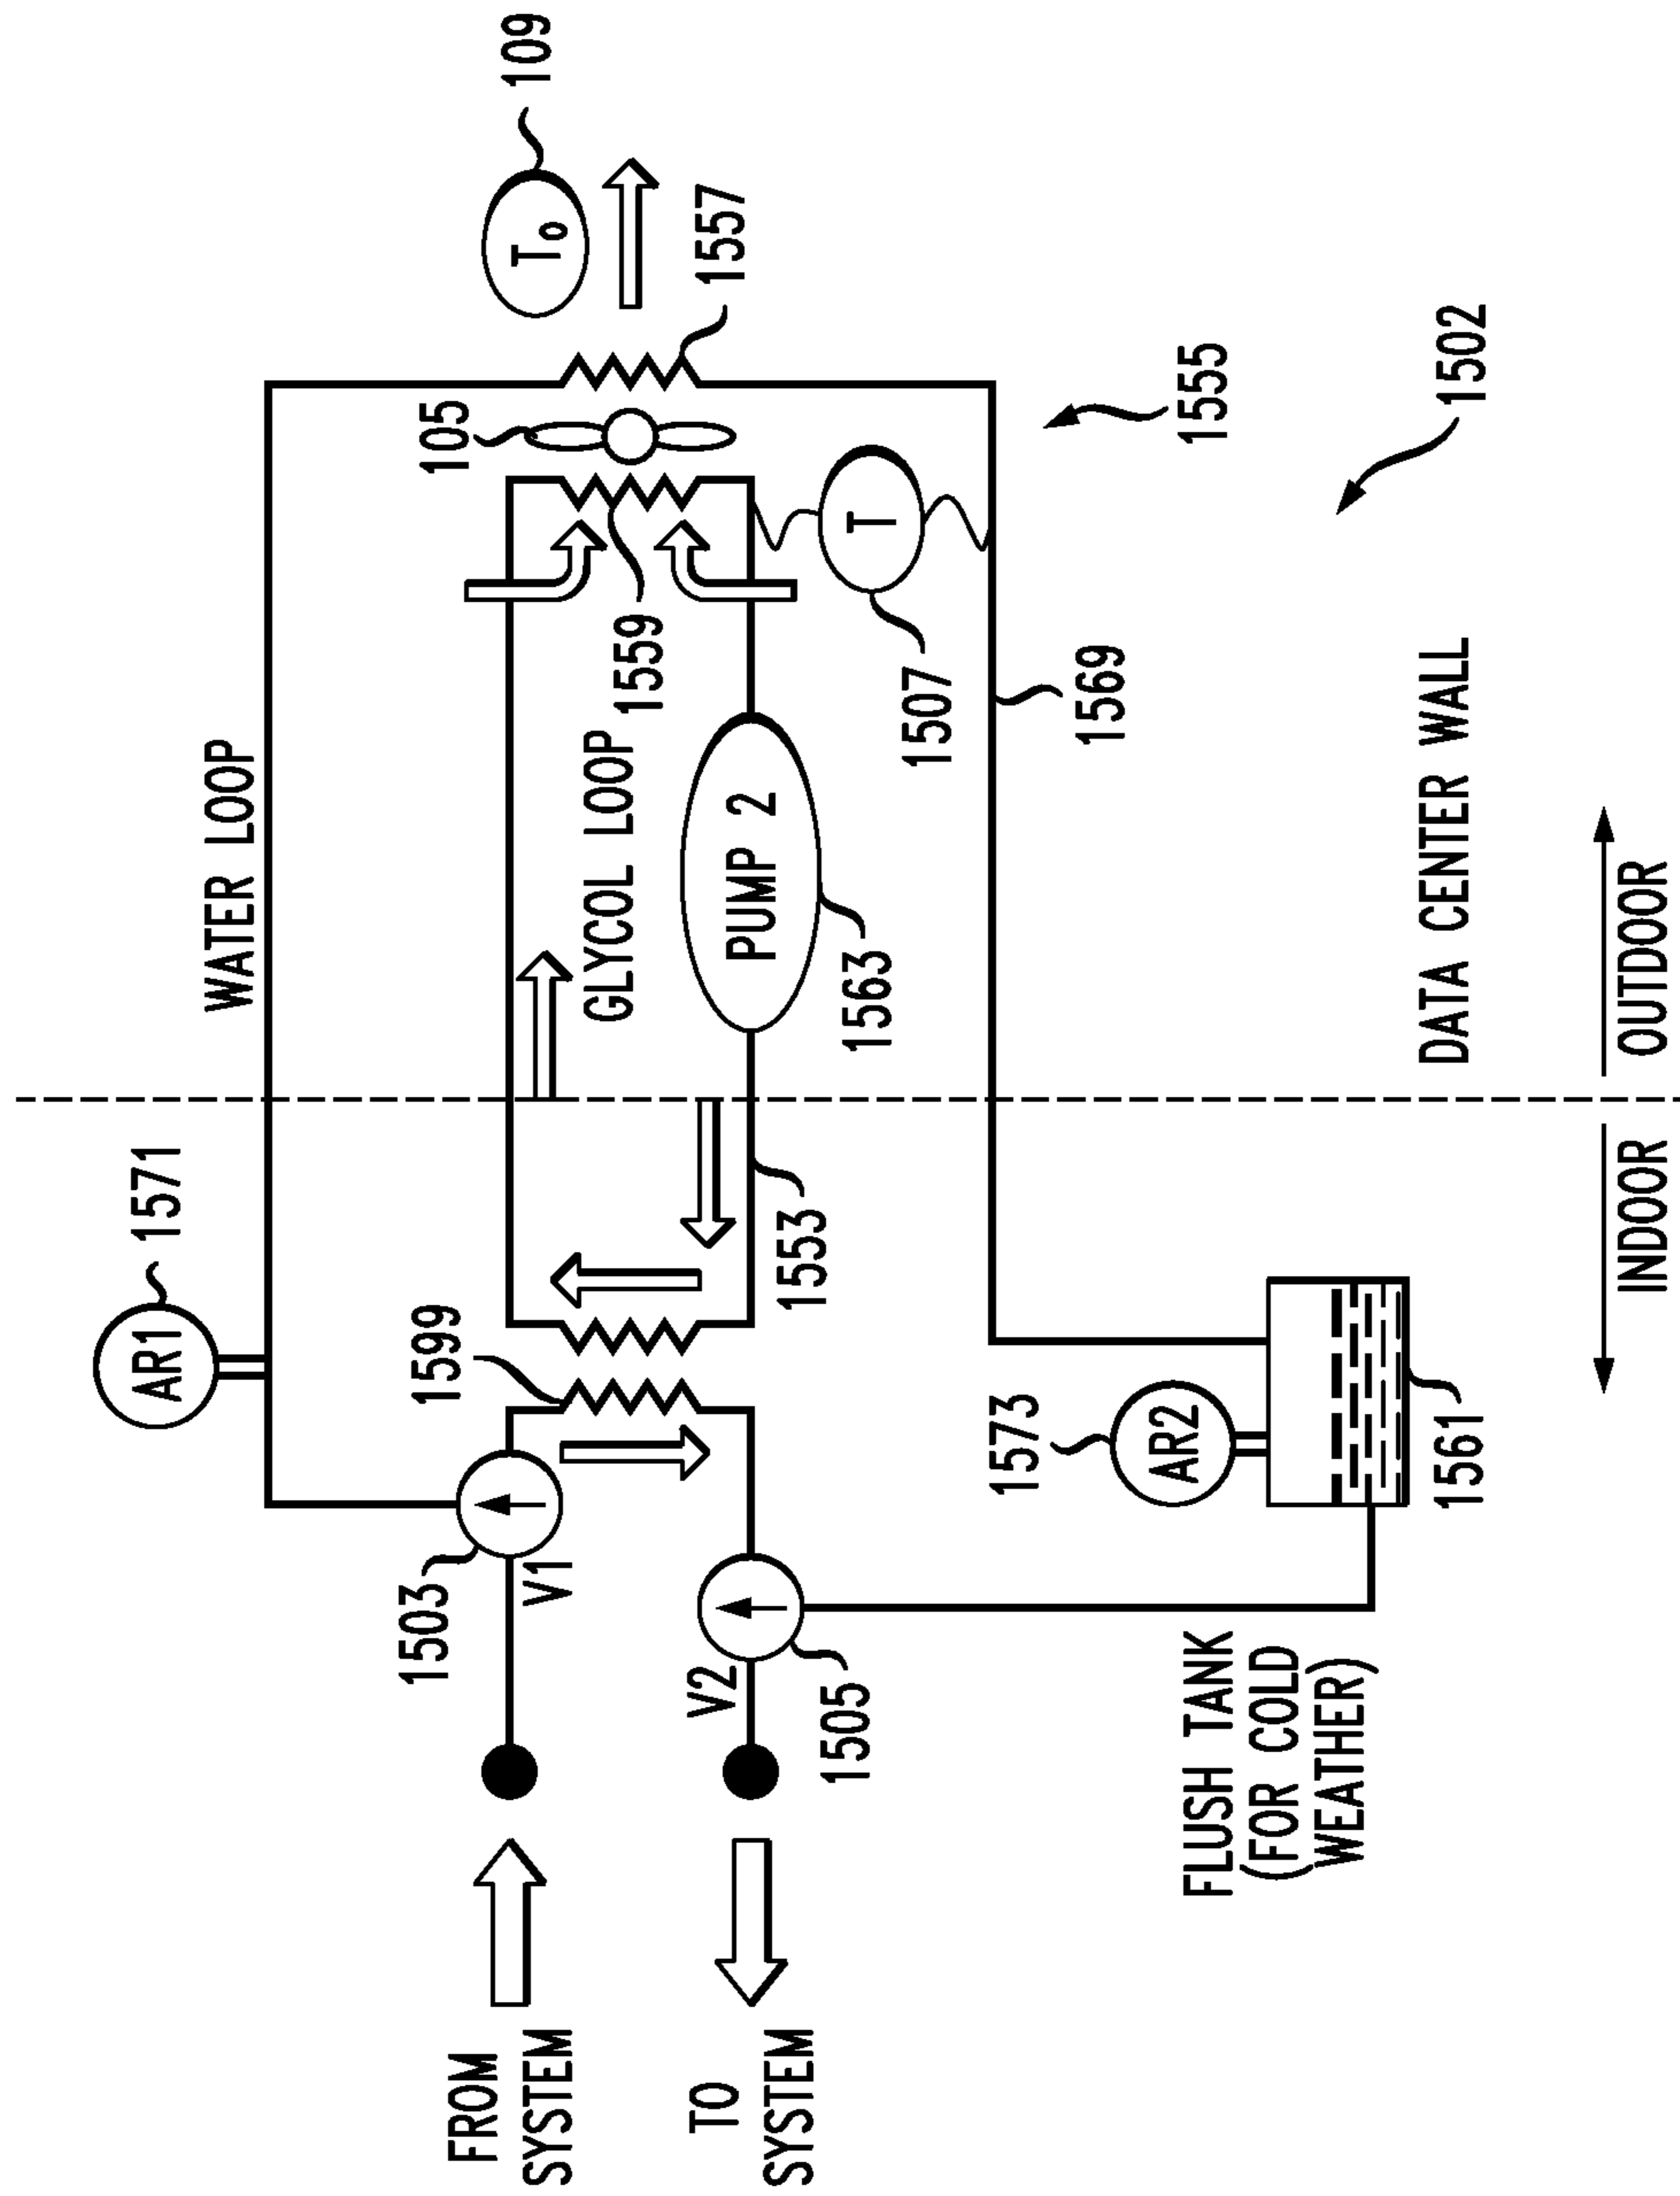 AR1
1571
WATER LOOP
1503
V1
1599
105
T0
109
FROM
SYSTEM
GLYCOL LOOP
1559
1557
TO
SYSTEM
V2
1505
1553
PUMP 2
1563
T
1507
1573
AR2
1569
1555
FLUSH TANK
(FOR COLD
WEATHER)
1561
DATA CENTER WALL
1502
INDOOR
OUTDOOR